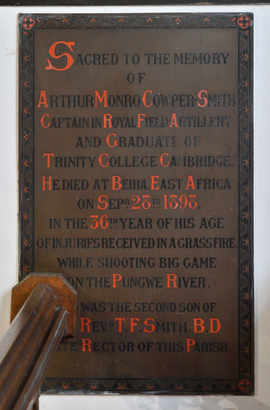 SACRED TO THE MEMORY
OF
ARTHUR MONRO COWPER-SMITH
CAPTAIN IN ROYAL FIELD ARTILLERY
AND GRADUATE OF
TRINITY COLLEGE CAMBRIDGE.
HE DIED AT BEIRA, EAST AFRICA
ON SEPR 28TH 1898.
IN THE 36TH YEAR OF HIS AGE
OF INJURIES RECEIVED IN A GRASS FIRE,
WHILE SHOOTING BIG GAME
ON THE PUNGWE RIVER.
WAS THE SECOND SON OF
REVD T.F. SMITH B.D
RECTOR OF THIS PARISH.